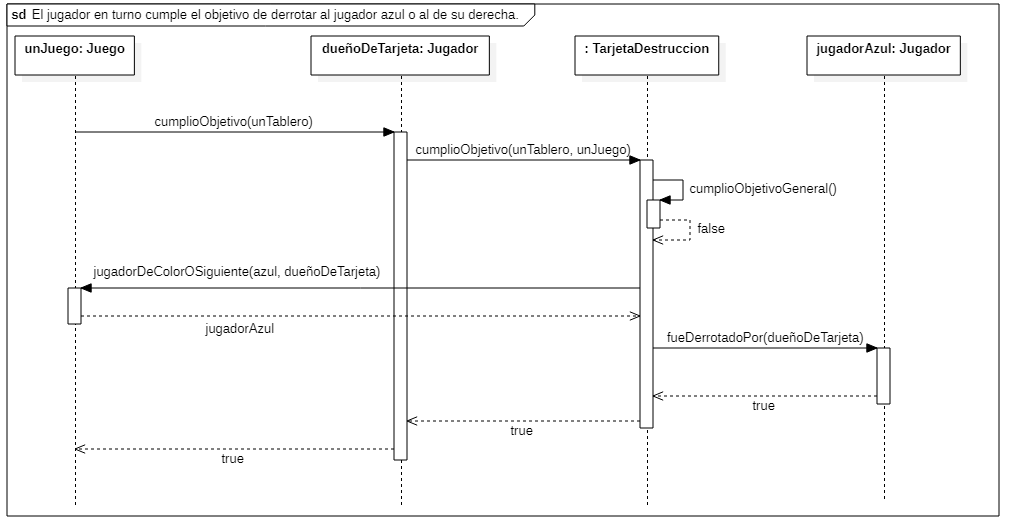 sd El jugador en turno cumple el objetivo de derrotar al jugador azul o al de su derecha.
unJuego: Juego
dueñoDeTarjeta: Jugador
: TarjetaDestruccion
jugadorAzul: Jugador
cumplioObjetivo(unTablero)
cumplioObjetivo(unTablero, unJuego)
cumplioObjetivoGeneral()
false
jugadorDeColorOSiguiente(azul, dueñoDeTarjeta)
jugadorAzul
fueDerrotadoPor(dueñoDeTarjeta)
true
true
true